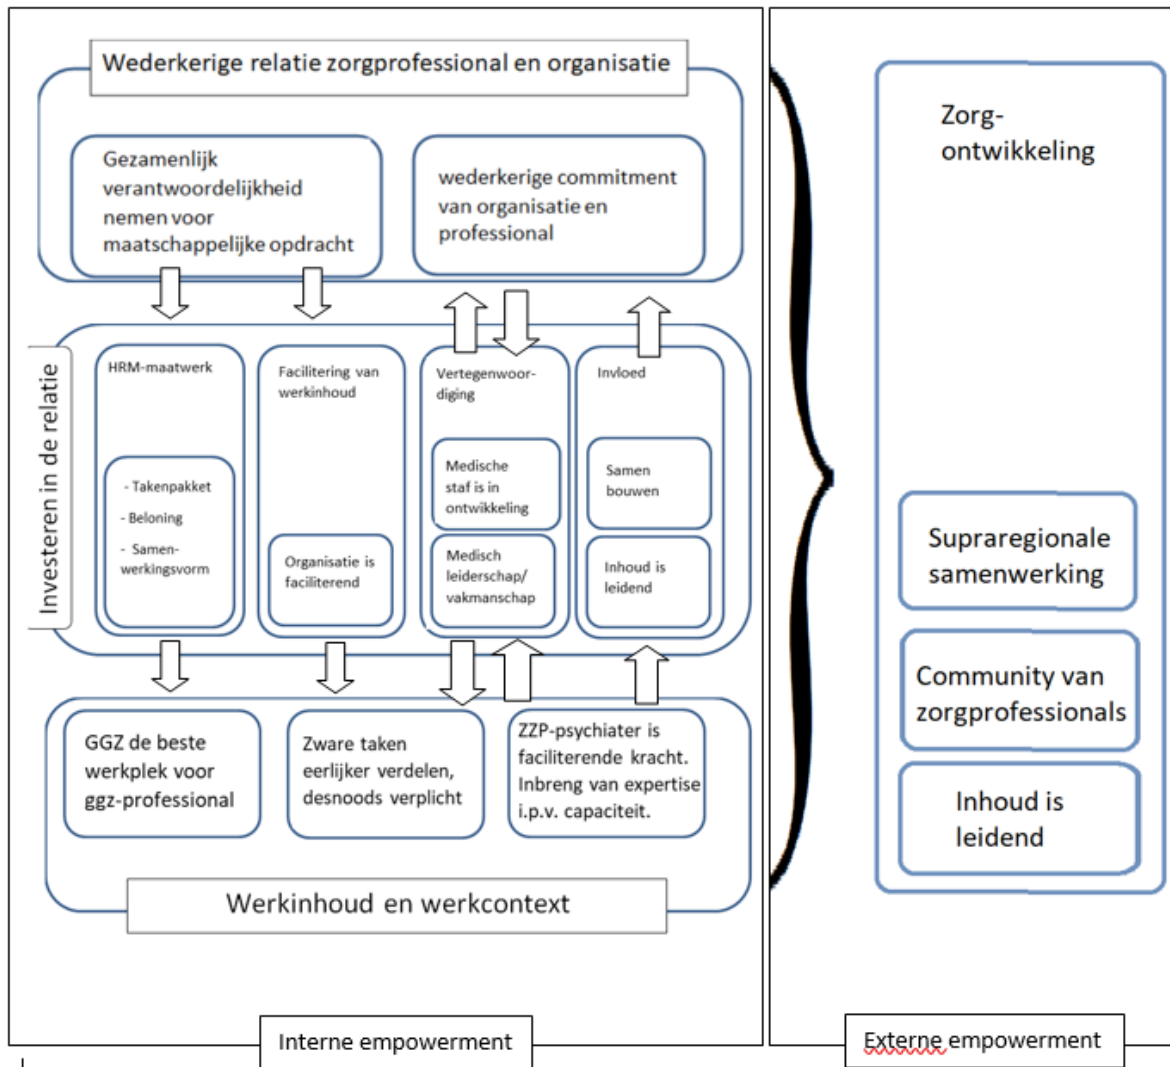 Wederkerige relatie zorgprofessional en organisatie
Gezamenlijk
verantwoordelijkheid
nemen voor
maatschappelijke opdracht
wederkerige commitment
van organisatie en
professional
Investeren in de relatie
HRM-maatwerk
- Takenpakket
- Beloning
- Samen-
werkingsvorm
Facilitering van
werkinhoud
Organisatie is
faciliterend
Vertegenwoor-
diging
Medische
staf is in
ontwikkeling
Medisch
leiderschap/
vakmanschap
Invloed
Samen
bouwen
Inhoud is
leidend
GGZ de beste
werkplek voor
ggz-professional
Zware taken
eerlijker verdelen,
desnoods verplicht
ZZP-psychiater is
faciliterende kracht.
Inbreng van expertise
i.p.v. capaciteit.
Werkinhoud en werkcontext
Interne empowerment
Zorg-
ontwikkeling
Supraregionale
samenwerking
Community van
zorgprofessionals
Inhoud is
leidend
Externe empowerment